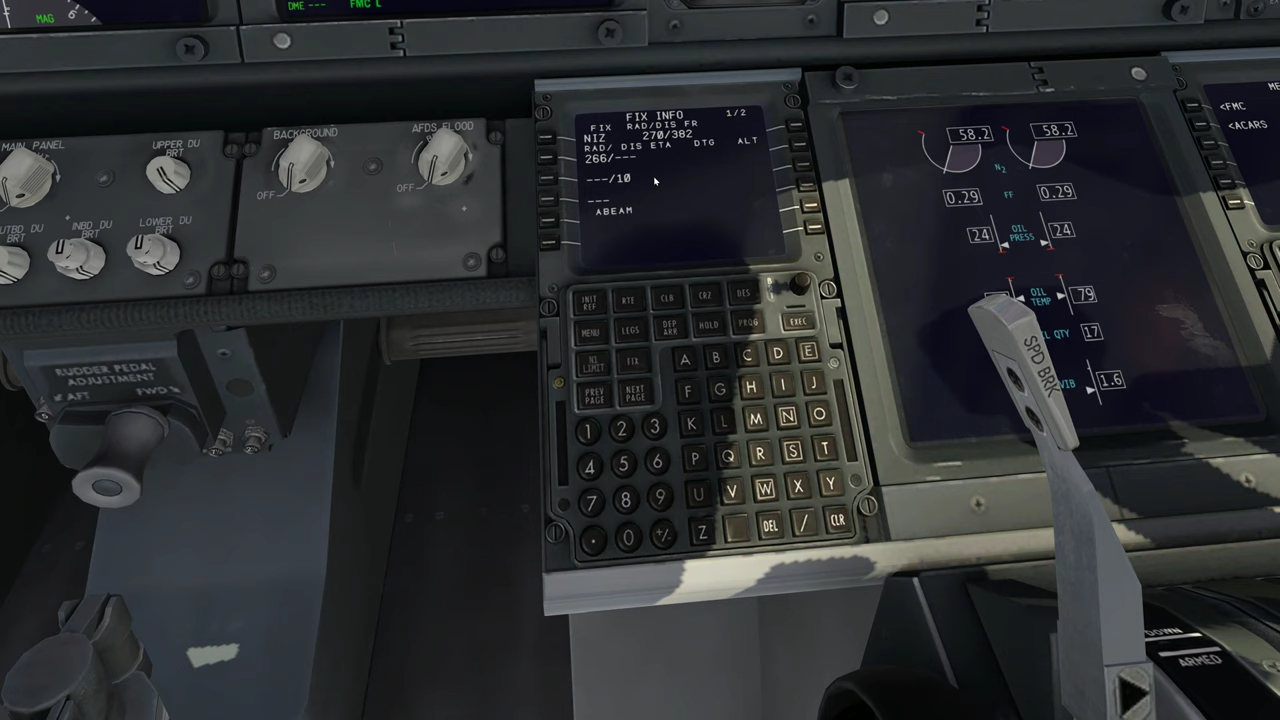 MAG
6
DME ---
FMC L
MAIN PANEL
UPPER DU
BRT
BACKGROUND
AFDS FLOOD
OFF
OFF
INBD DU
BRT
LOWER DU
BRT
BRT
RUDDER PEDAL
ADJUSTMENT
AFT
FWD
FIX INFO 1/2
FIX RAD/DIS FR
NIZ 270/382
RAD/ DIS ETA DTG ALT
266/---
---/10
---
ABEAM
INIT REF
RTE
CLB
CRZ
DES
MENU
LEGS
DEP ARR
HOLD
PROG
EXEC
N1 LIMIT
FIX
PREV PAGE
NEXT PAGE
A B C D E
F G H I J
K L M N O
P Q R S T
U V W X Y
Z DEL / CLR
1 2 3
4 5 6
7 8 9
. 0 +/-
58.2 58.2
N2
0.29 FF 0.29
24 OIL PRESS 24
OIL TEMP 79
QTY 17
VIB 1.6
SPD BRK
<FMC
<ACARS
DOWN
ARMED